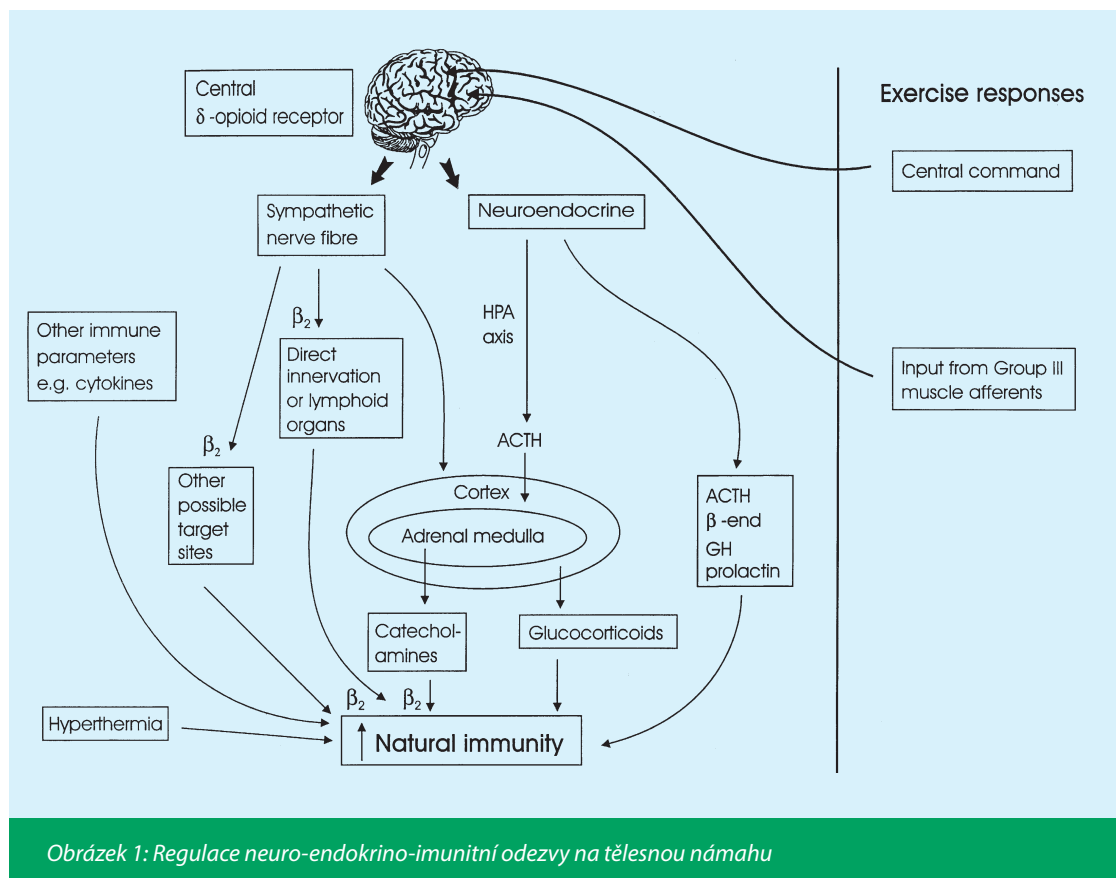 Central
δ-opioid receptor
Exercise responses
Central command
Sympathetic
nerve fibre
Neuroendocrine
HPA
axis
β₂
Other immune
parameters
e.g. cytokines
Direct
innervation
or lymphoid
organs
Input from Group III
muscle afferents
ACTH
β₂
Other
possible
target
sites
Cortex
Adrenal medulla
ACTH
β-end
GH
prolactin
Catechol-
amines
Glucocorticoids
β₂
β₂
Hyperthermia
↑ Natural immunity
Obrázek 1: Regulace neuro-endokrino-imunitní odezvy na tělesnou námahu